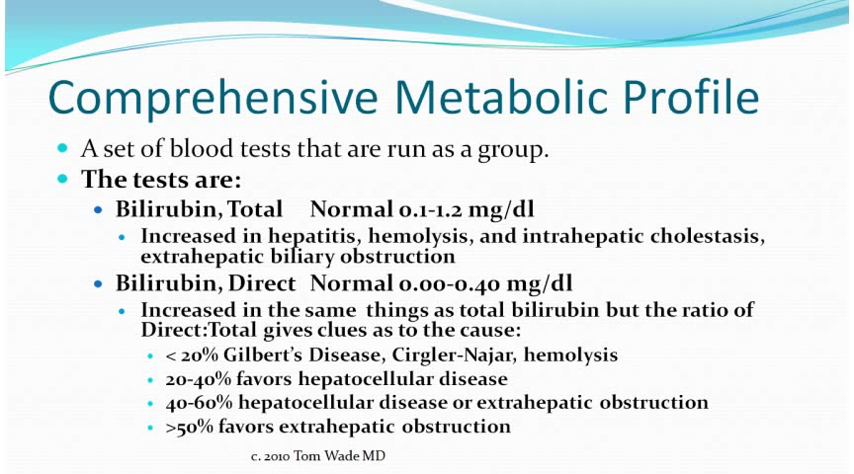 Comprehensive Metabolic Profile
A set of blood tests that are run as a group.
The tests are:
Bilirubin, Total Normal 0.1-1.2 mg/dl
Increased in hepatitis, hemolysis, and intrahepatic cholestasis,
extrahepatic biliary obstruction
Bilirubin, Direct Normal 0.00-0.40 mg/dl
Increased in the same things as total bilirubin but the ratio of
Direct:Total gives clues as to the cause:
< 20% Gilbert's Disease, Cirgler-Najar, hemolysis
20-40% favors hepatocellular disease
40-60% hepatocellular disease or extrahepatic obstruction
>50% favors extrahepatic obstruction
c. 2010 Tom Wade MD